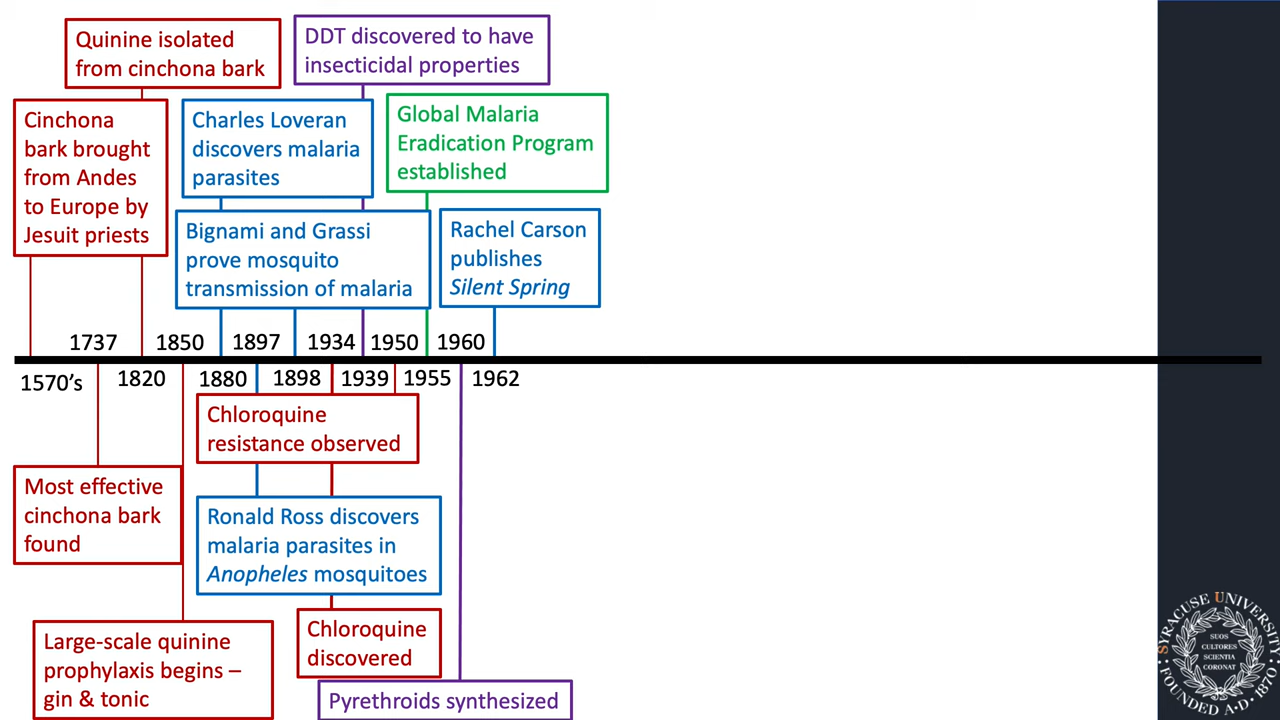 Quinine isolated
from cinchona bark
DDT discovered to have
insecticidal properties
Cinchona
bark brought
from Andes
to Europe by
Jesuit priests
Charles Loveran
discovers malaria
parasites
Global Malaria
Eradication Program
established
Bignami and Grassi
prove mosquito
transmission of malaria
Rachel Carson
publishes
Silent Spring
1737 1850 1897 1934 1950 1960
1570's 1820 1880 1898 1939 1955 1962
Chloroquine
resistance observed
Most effective
cinchona bark
found
Ronald Ross discovers
malaria parasites in
Anopheles mosquitoes
Large-scale quinine
prophylaxis begins –
gin & tonic
Chloroquine
discovered
Pyrethroids synthesized
SYRACUSE UNIVERSITY
FOUNDED A·D· 1870
SUOS
CULTORES
SCIENTIA
CORONAT